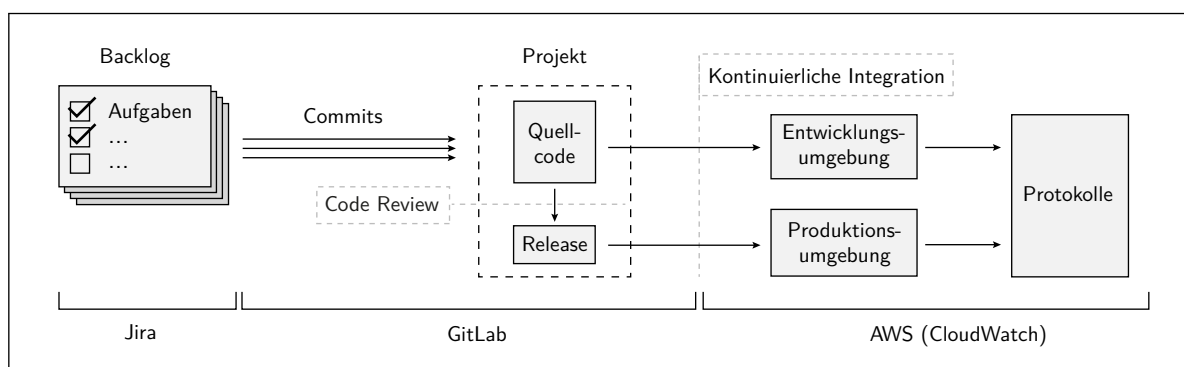 Backlog
Projekt
Kontinuierliche Integration
Aufgaben
...
...
Commits
Quell-
code
Entwicklungs-
umgebung
Protokolle
Code Review
Release
Produktions-
umgebung
Jira
GitLab
AWS (CloudWatch)